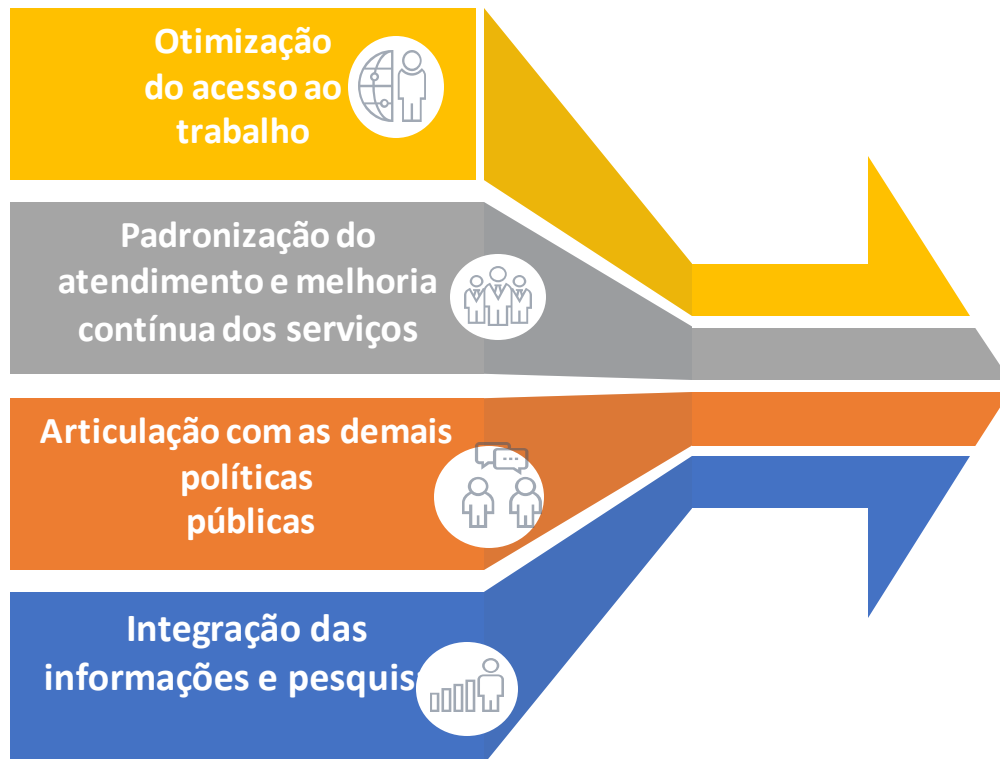 Otimização
do acesso ao
trabalho
Padronização do
atendimento e melhoria
contínua dos serviços
Articulação com as demais
políticas
públicas
Integração das
informações e pesquis